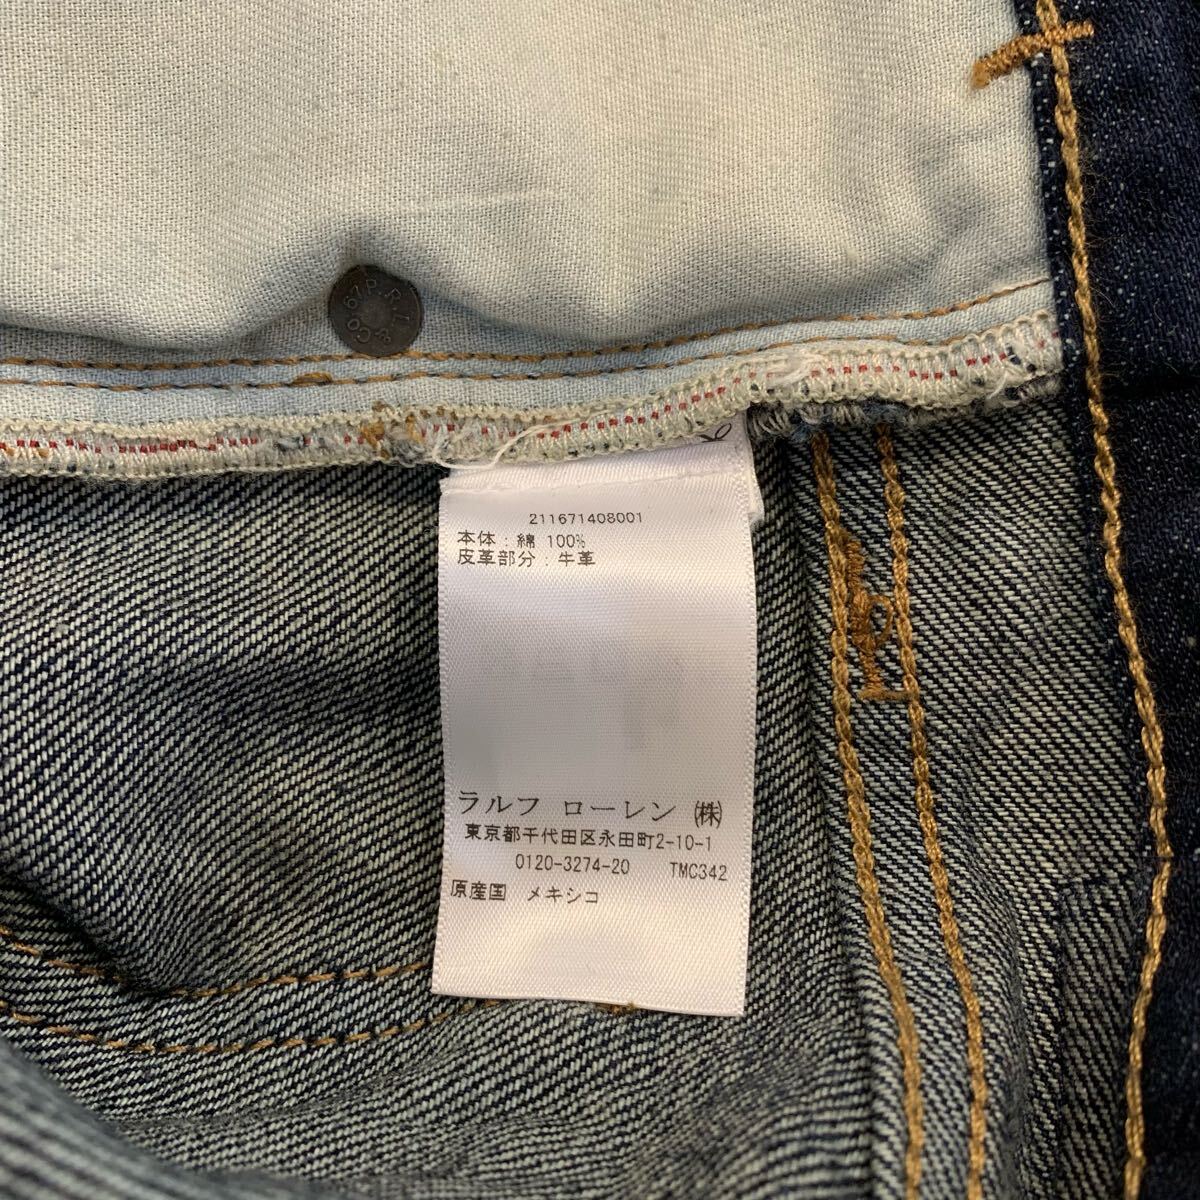 67 P.R.L. & CO.
211671408001
本体：綿 100%
皮革部分：牛革
ラルフ ローレン ㈱
東京都千代田区永田町2-10-1
0120-3274-20 TMC342
原産国 メキシコ